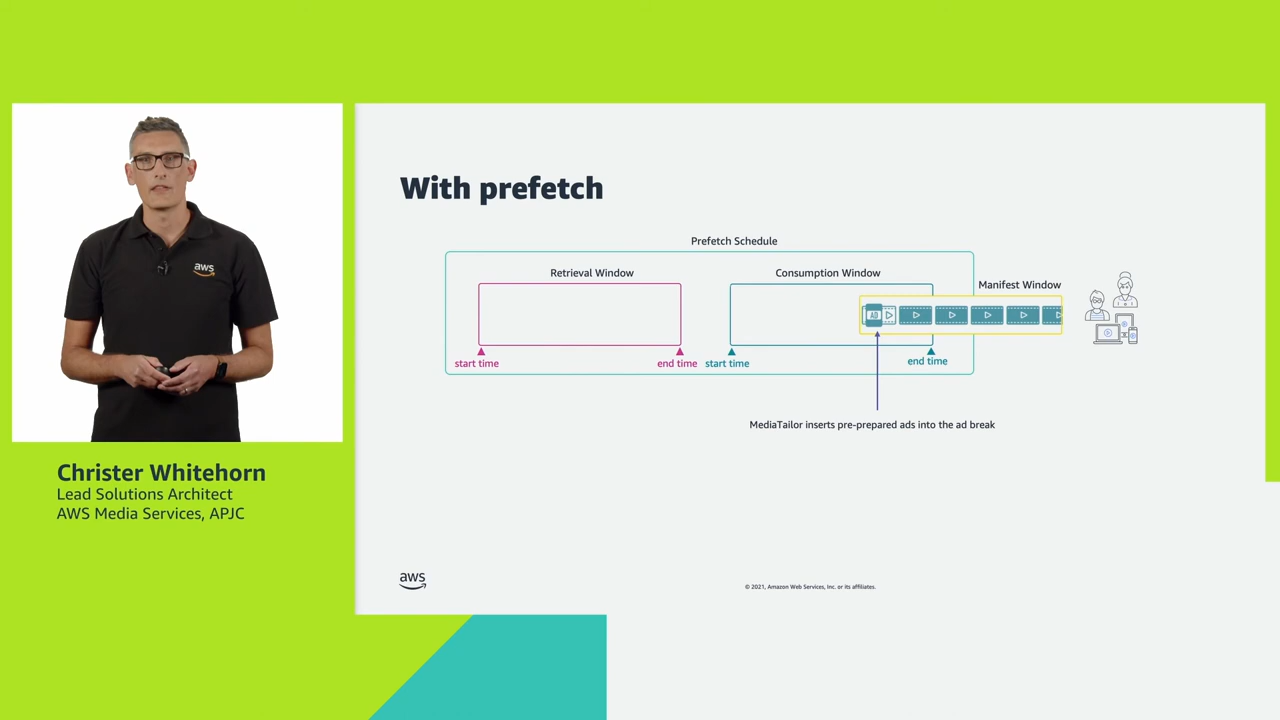 aws
Christer Whitehorn
Lead Solutions Architect
AWS Media Services, APJC
With prefetch
Prefetch Schedule
Retrieval Window
Consumption Window
Manifest Window
AD
start time
end time
start time
end time
MediaTailor inserts pre-prepared ads into the ad break
aws
© 2021, Amazon Web Services, Inc. or its affiliates.